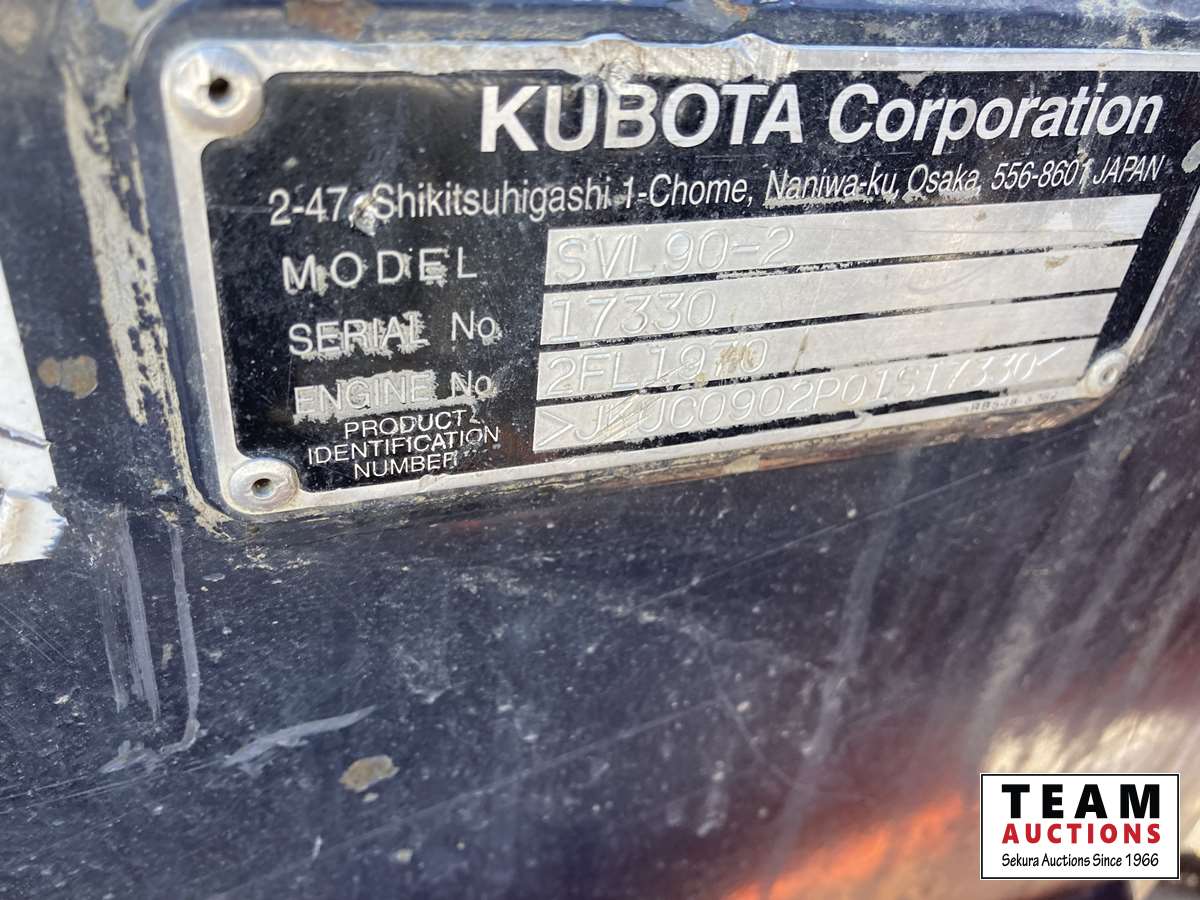 KUBOTA Corporation
2-47, Shikitsuhigashi 1-Chome, Naniwa-ku, Osaka, 556-8601 JAPAN
MODEL SVL90-2
SERIAL No. 17330
ENGINE No. 2FL1970
PRODUCT
IDENTIFICATION
NUMBER
TEAM
AUCTIONS
Sekura Auctions Since 1966